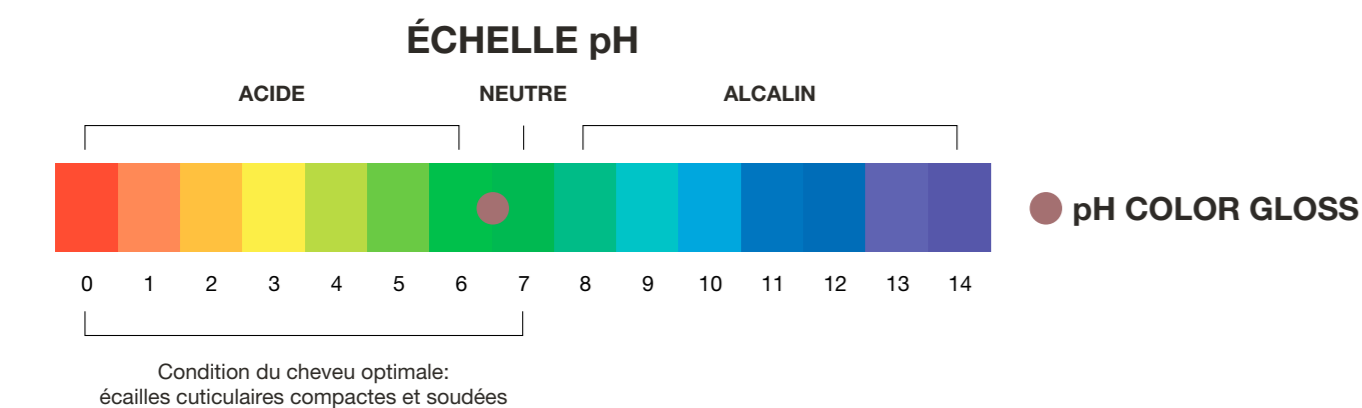 ÉCHELLE pH
ACIDE NEUTRE ALCALIN
pH COLOR GLOSS
0 1 2 3 4 5 6 7 8 9 10 11 12 13 14
Condition du cheveu optimale:
écailles cuticulaires compactes et soudées